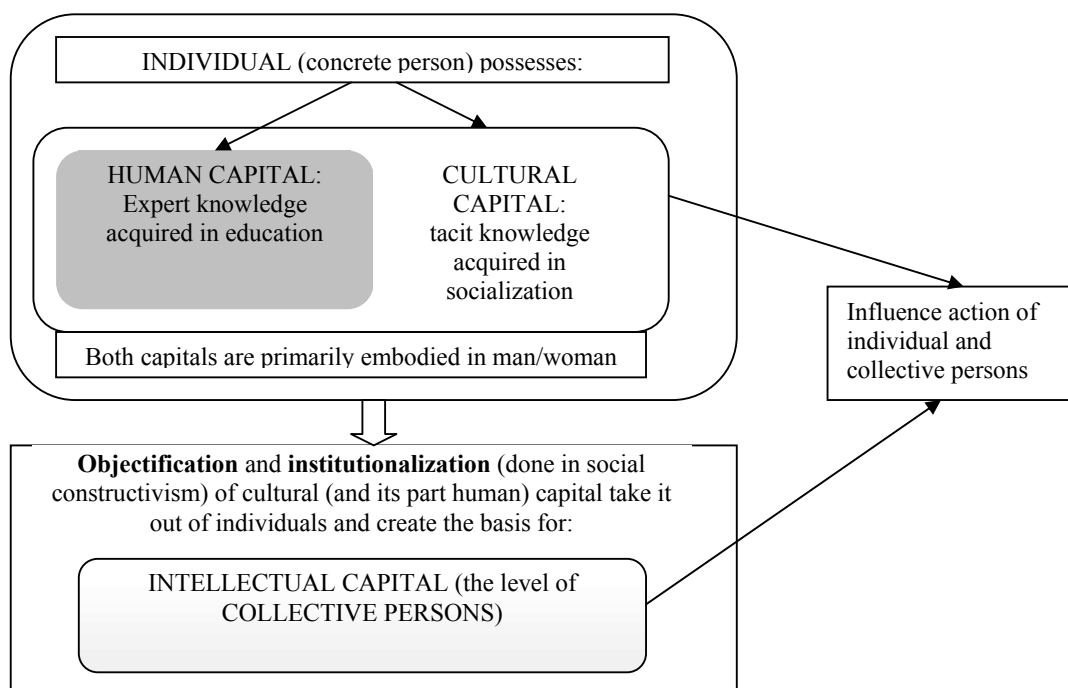 INDIVIDUAL (concrete person) possesses:
HUMAN CAPITAL:
Expert knowledge
acquired in education
CULTURAL
CAPITAL:
tacit knowledge
acquired in
socialization
Both capitals are primarily embodied in man/woman
Influence action of
individual and
collective persons
Objectification and institutionalization (done in social
constructivism) of cultural (and its part human) capital take it
out of individuals and create the basis for:
INTELLECTUAL CAPITAL (the level of
COLLECTIVE PERSONS)